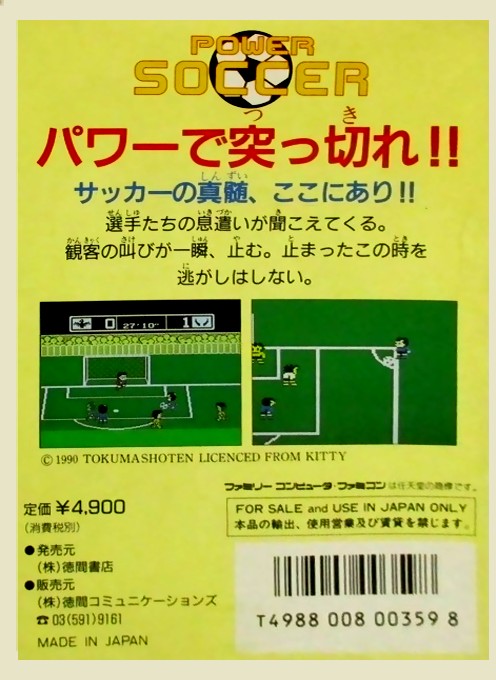 POWER
SOCCER
パワーで突っ切れ!!
サッカーの真髄、ここにあり!!
選手たちの息遣いが聞こえてくる。
観客の叫びが一瞬、止む。止まったこの時を
逃がしはしない。
0 27'10" 1
© 1990 TOKUMASHOTEN LICENCED FROM KITTY
ファミリーコンピュータ・ファミコンは任天堂の商標です。
定価 ¥4,900
(消費税別)
FOR SALE and USE IN JAPAN ONLY
本品の輸出、使用営業及び賃貸を禁じます。
●発売元
(株)徳間書店
●販売元
(株)徳間コミュニケーションズ
☎03(591)9161
MADE IN JAPAN
T4988 008 00359 8